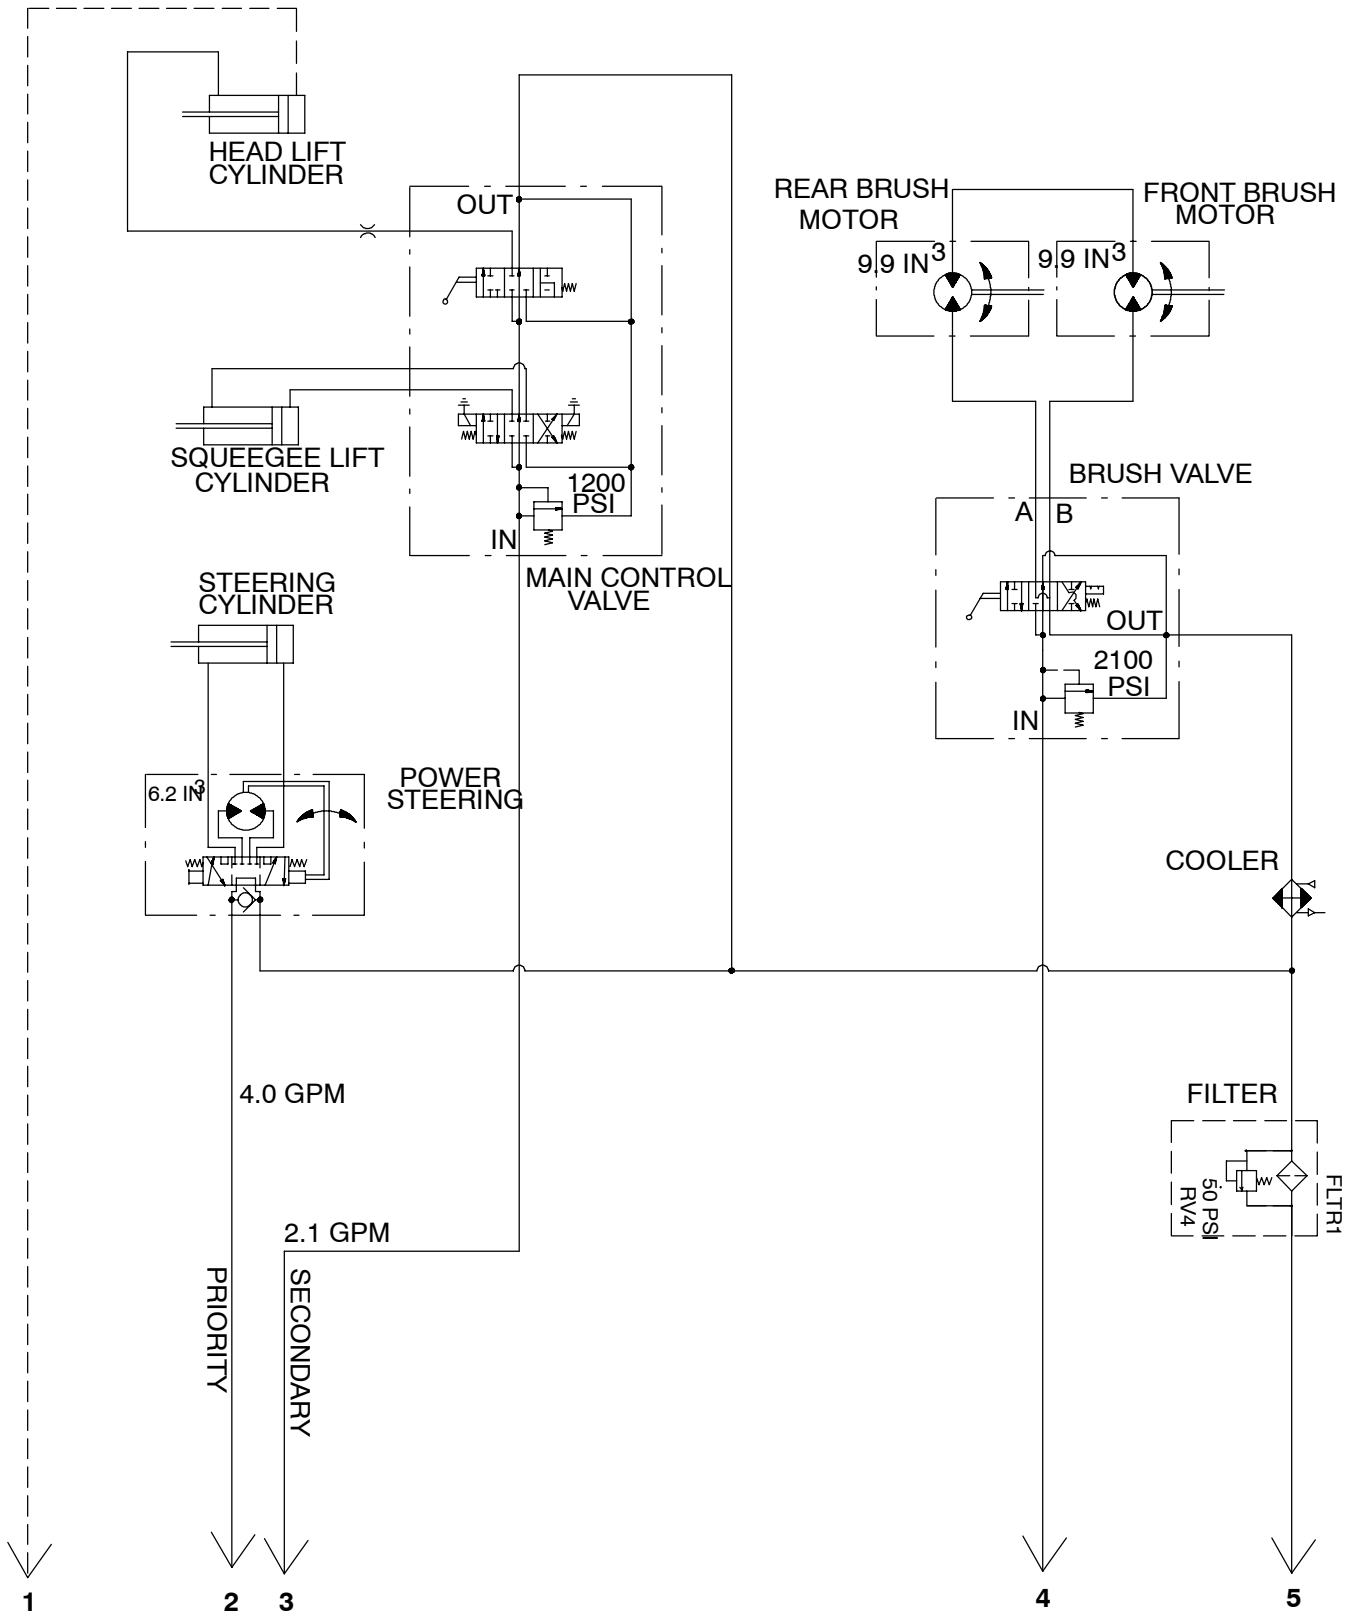 HEAD LIFT
CYLINDER
OUT
REAR BRUSH
MOTOR
FRONT BRUSH
MOTOR
9.9 IN3
9.9 IN3
SQUEEGEE LIFT
CYLINDER
1200
PSI
IN
MAIN CONTROL
VALVE
BRUSH VALVE
A
B
OUT
2100
PSI
IN
STEERING
CYLINDER
6.2 IN3
POWER
STEERING
COOLER
4.0 GPM
FILTER
FLTR1
50 PSI
RV4
2.1 GPM
PRIORITY
SECONDARY
1
2
3
4
5